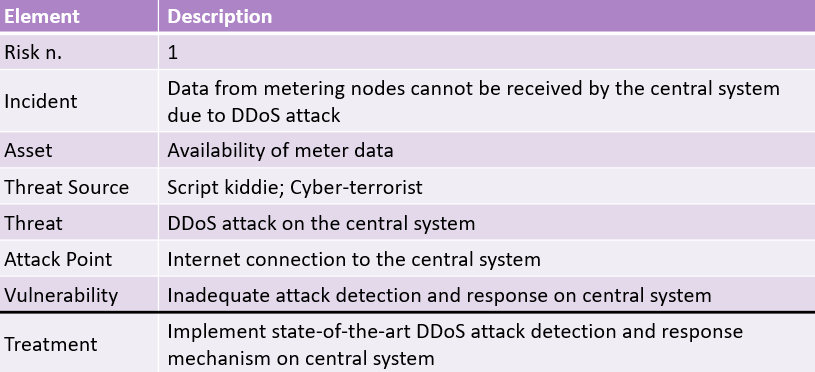 Element Description
Risk n. 1
Incident Data from metering nodes cannot be received by the central system
due to DDoS attack
Asset Availability of meter data
Threat Source Script kiddie; Cyber-terrorist
Threat DDoS attack on the central system
Attack Point Internet connection to the central system
Vulnerability Inadequate attack detection and response on central system
Treatment Implement state-of-the-art DDoS attack detection and response
mechanism on central system